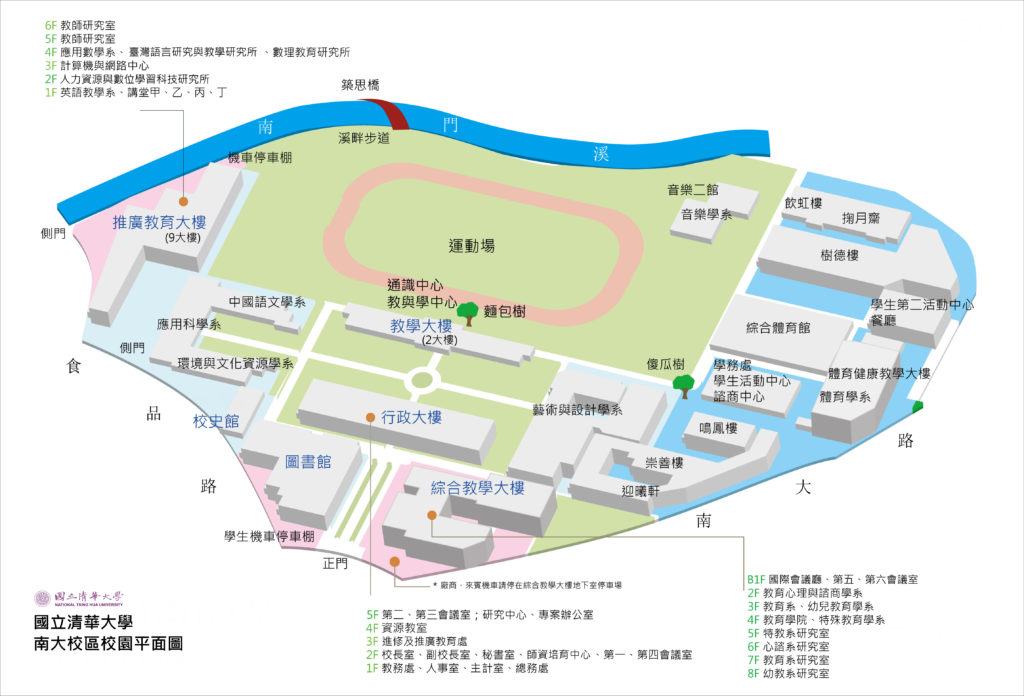 6F 教師研究室
5F 教師研究室
4F 應用數學系、臺灣語言研究與教學研究所 、數理教育研究所
3F 計算機與網路中心
2F 人力資源與數位學習科技研究所
1F 英語教學系、講堂甲、乙、丙、丁
築思橋
南
門
溪
溪畔步道
機車停車棚
音樂二館
音樂學系
飲虹樓
掬月齋
推廣教育大樓
(9大樓)
側門
運動場
樹德樓
通識中心
教與學中心
麵包樹
中國語文學系
學生第二活動中心
餐廳
應用科學系
教學大樓
(2大樓)
綜合體育館
側門
環境與文化資源學系
傻瓜樹
學務處
學生活動中心
諮商中心
體育健康教學大樓
體育學系
食
品
路
校史館
行政大樓
藝術與設計學系
鳴鳳樓
路
大
南
圖書館
崇善樓
綜合教學大樓
迎曦軒
學生機車停車棚
正門
* 廠商、來賓機車請停在綜合教學大樓地下室停車場
B1F 國際會議廳、第五、第六會議室
2F 教育心理與諮商學系
3F 教育系、幼兒教育學系
4F 教育學院、特殊教育學系
5F 特教系研究室
6F 心諮系研究室
7F 教育系研究室
8F 幼教系研究室
5F 第二、第三會議室；研究中心、專案辦公室
4F 資源教室
3F 進修及推廣教育處
2F 校長室、副校長室、秘書室、師資培育中心、第一、第四會議室
1F 教務處、人事室、主計室、總務處
國立清華大學
NATIONAL TSING HUA UNIVERSITY
國立清華大學
南大校區校園平面圖